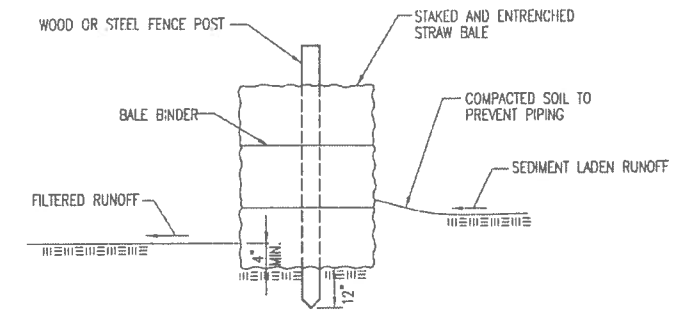 WOOD OR STEEL FENCE POST
STAKED AND ENTRENCHED
STRAW BALE
BALE BINDER
COMPACTED SOIL TO
PREVENT PIPING
SEDIMENT LADEN RUNOFF
FILTERED RUNOFF
4"
MIN.
12"